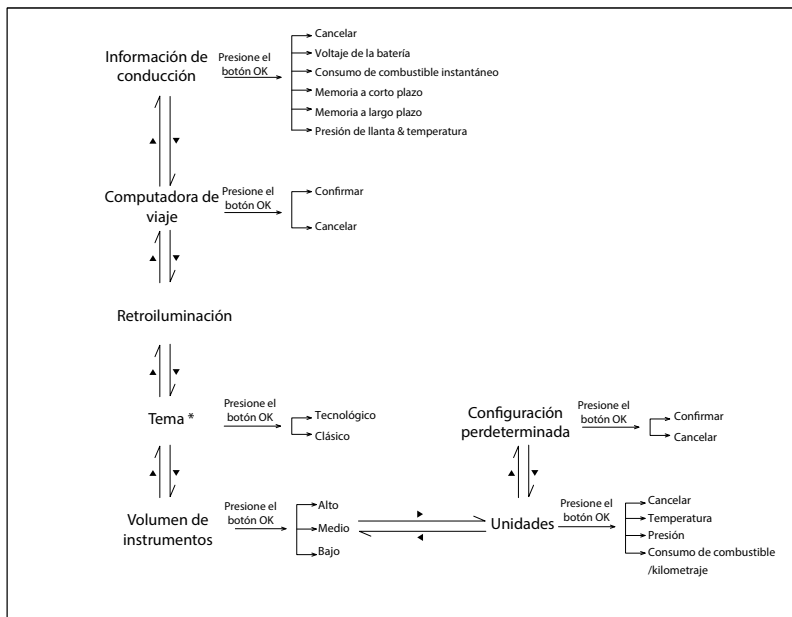 Información de
conducción
Presione el
botón OK
Cancelar
Voltaje de la batería
Consumo de combustible instantáneo
Memoria a corto plazo
Memoria a largo plazo
Presión de llanta & temperatura
Computadora de
viaje
Presione el
botón OK
Confirmar
Cancelar
Retroiluminación
Tema *
Presione el
botón OK
Tecnológico
Clásico
Configuración
perdeterminada
Presione el
botón OK
Confirmar
Cancelar
Volumen de
instrumentos
Presione el
botón OK
Alto
Medio
Bajo
Unidades
Presione el
botón OK
Cancelar
Temperatura
Presión
Consumo de combustible
/kilometraje